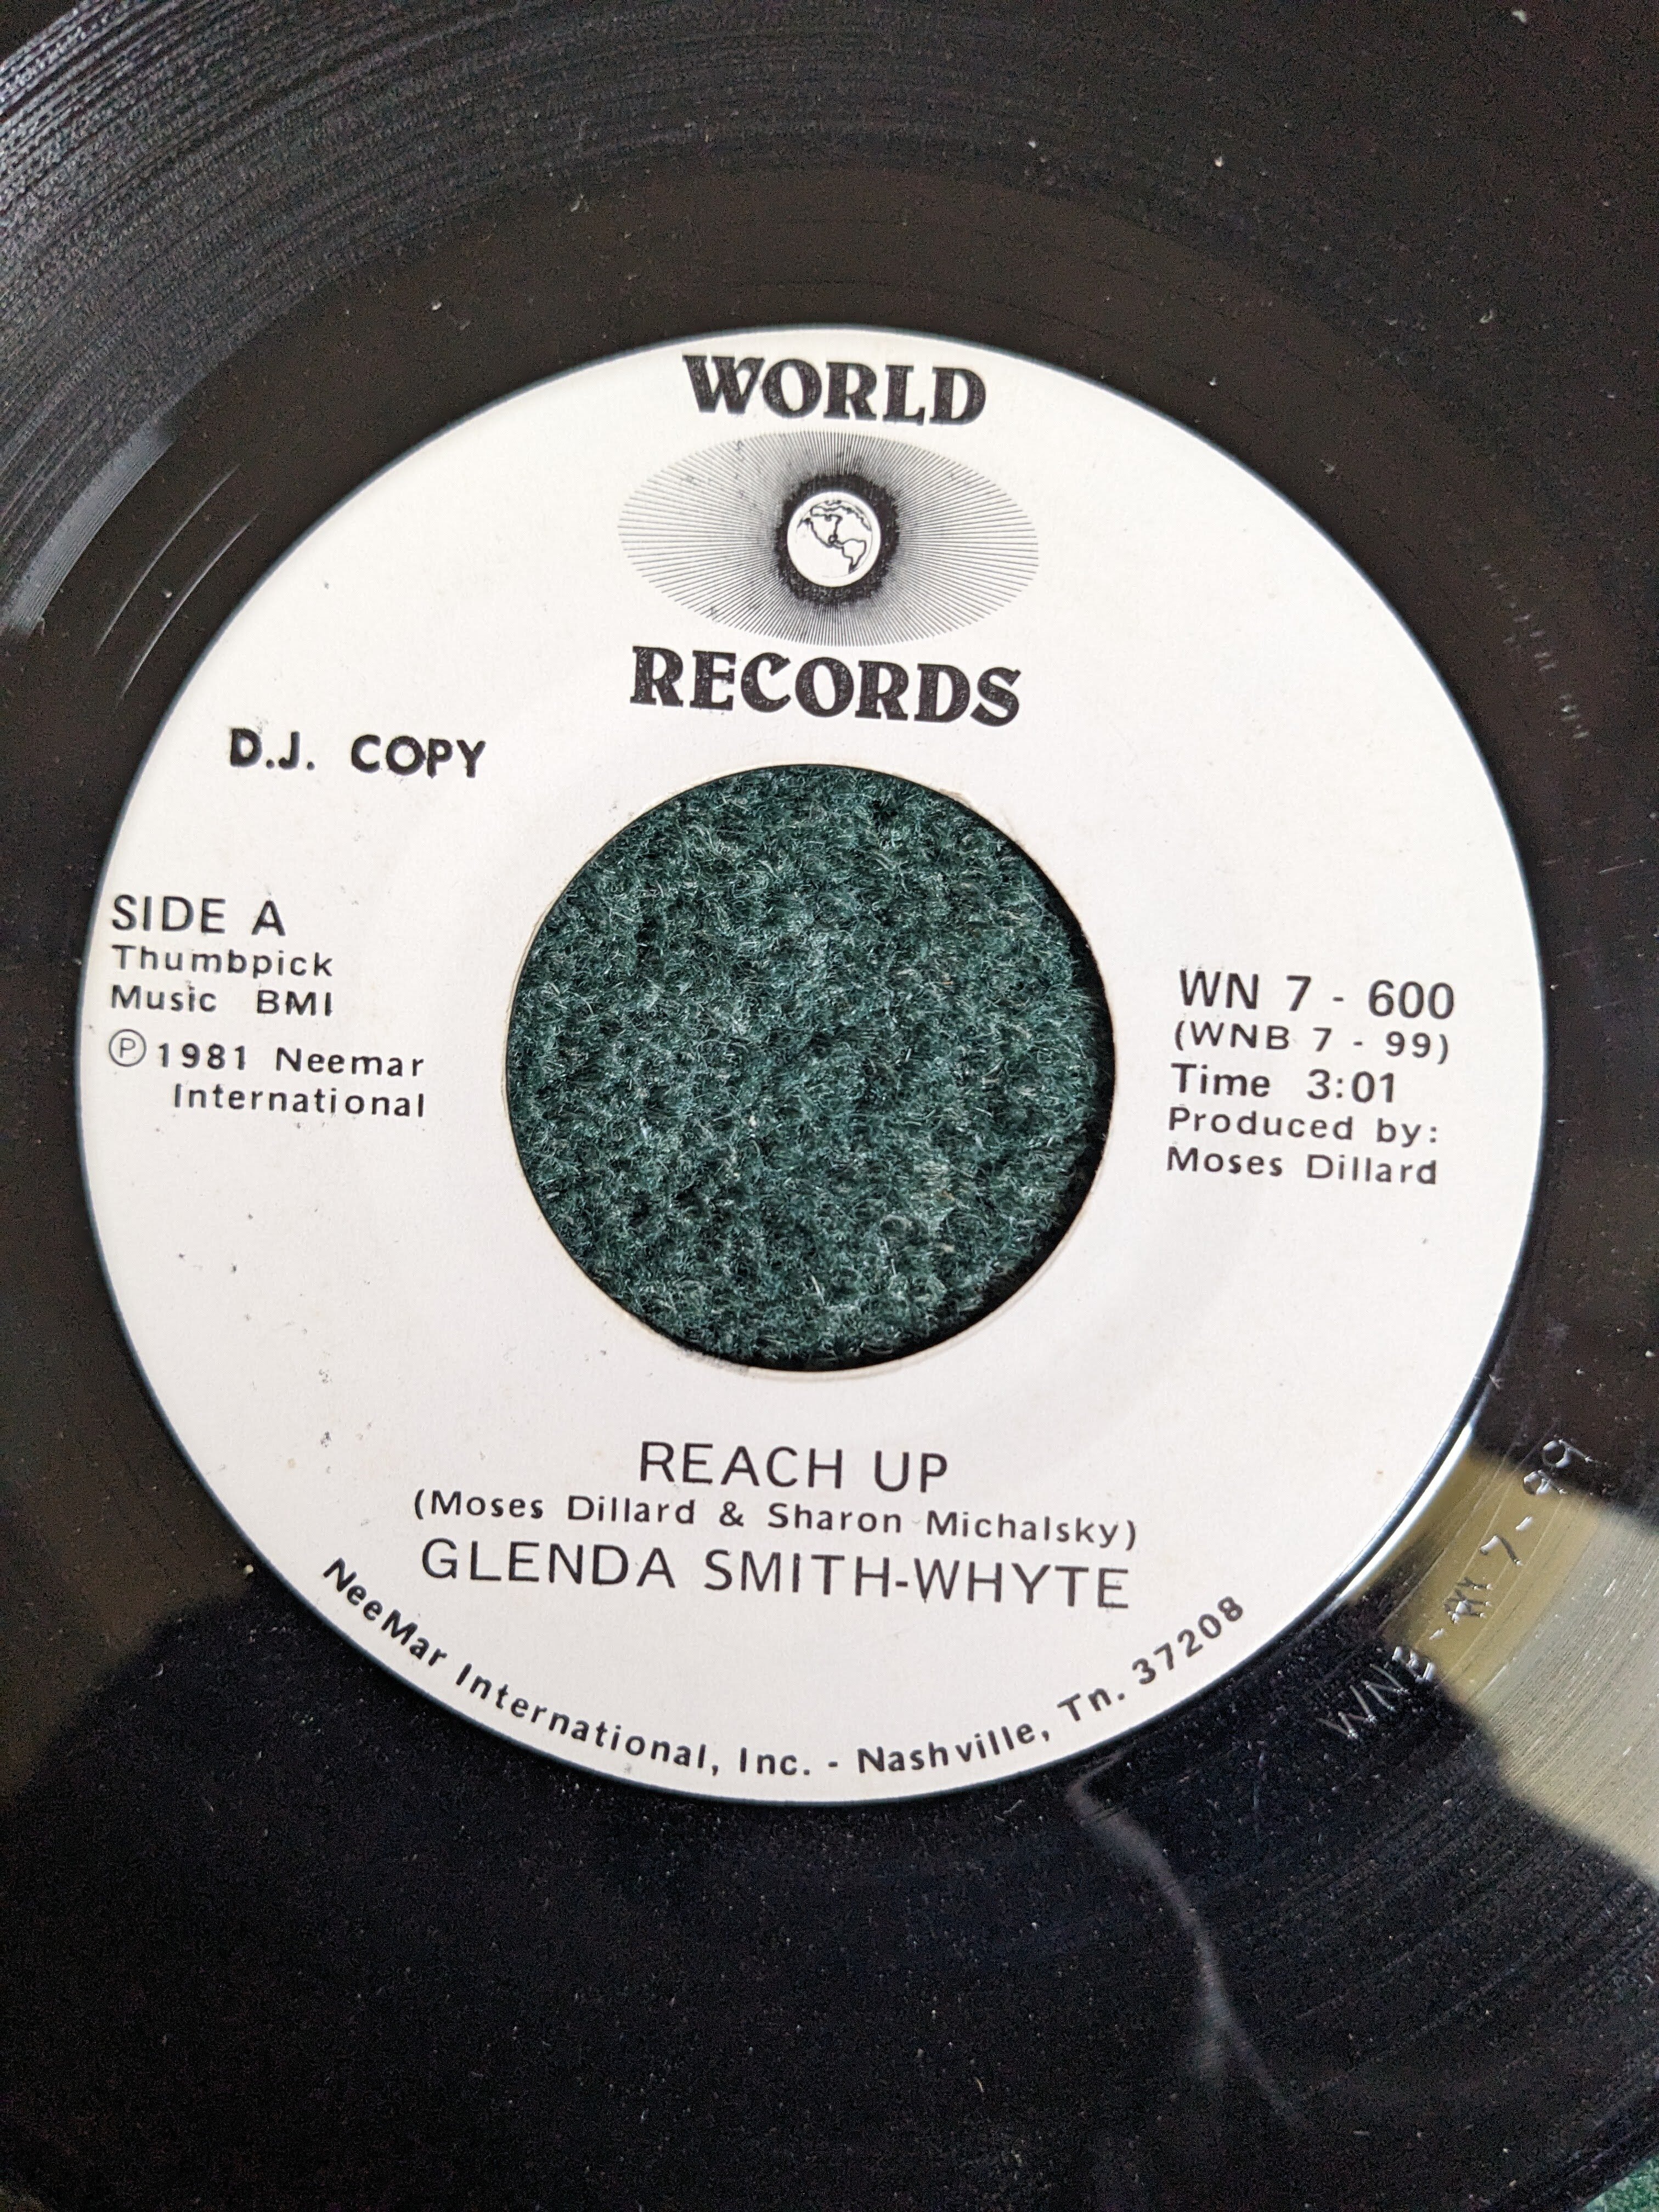 WORLD
RECORDS
D.J. COPY
SIDE A
Thumbpick
Music BMI
Ⓟ 1981 Neemar
International
WN 7 - 600
(WNB 7 - 99)
Time 3:01
Produced by:
Moses Dillard
REACH UP
(Moses Dillard & Sharon Michalsky)
GLENDA SMITH-WHYTE
NeeMar International, Inc. - Nashville, Tn. 37208